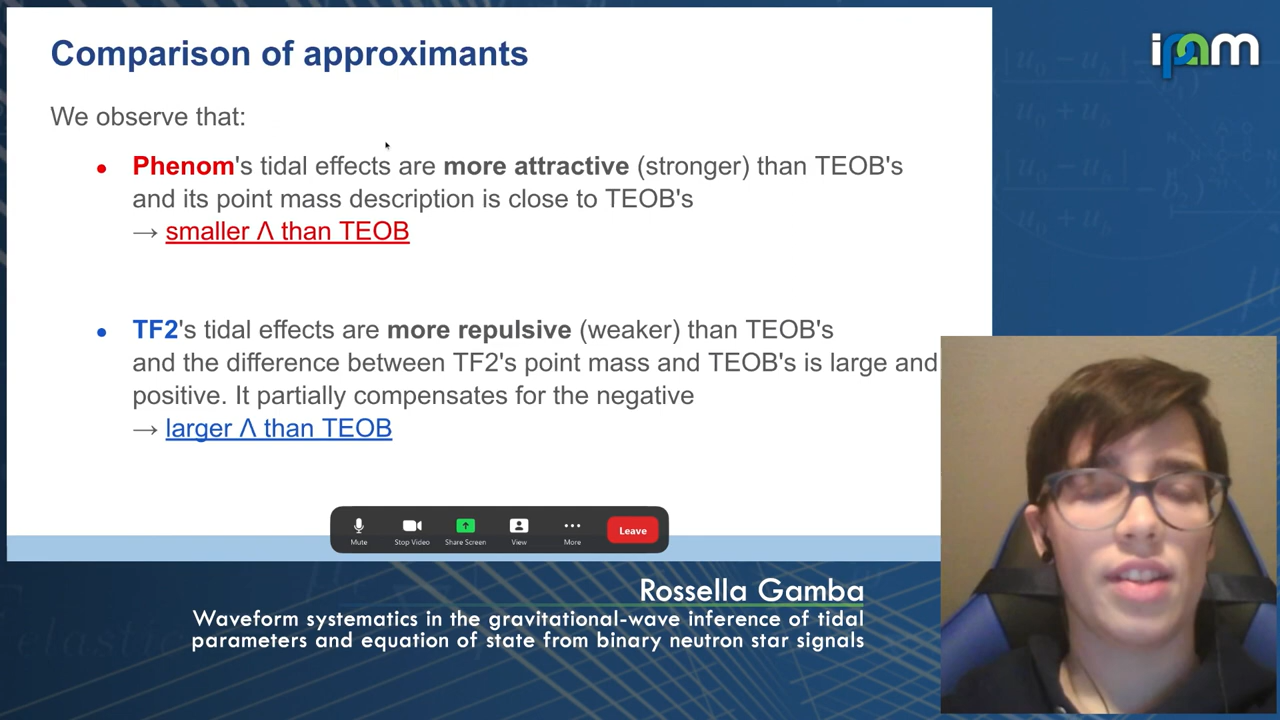 Comparison of approximants
ipam
We observe that:
● Phenom's tidal effects are more attractive (stronger) than TEOB's
and its point mass description is close to TEOB's
→ smaller Λ than TEOB
● TF2's tidal effects are more repulsive (weaker) than TEOB's
and the difference between TF2's point mass and TEOB's is large and
positive. It partially compensates for the negative
→ larger Λ than TEOB
Mute Stop Video Share Screen View More Leave
Rossella Gamba
Waveform systematics in the gravitational-wave inference of tidal
parameters and equation of state from binary neutron star signals